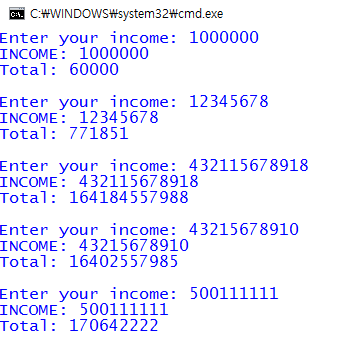 C:\WINDOWS\system32\cmd.exe
Enter your income: 1000000
INCOME: 1000000
Total: 60000
Enter your income: 12345678
INCOME: 12345678
Total: 771851
Enter your income: 432115678918
INCOME: 432115678918
Total: 164184557988
Enter your income: 43215678910
INCOME: 43215678910
Total: 16402557985
Enter your income: 500111111
INCOME: 500111111
Total: 170642222